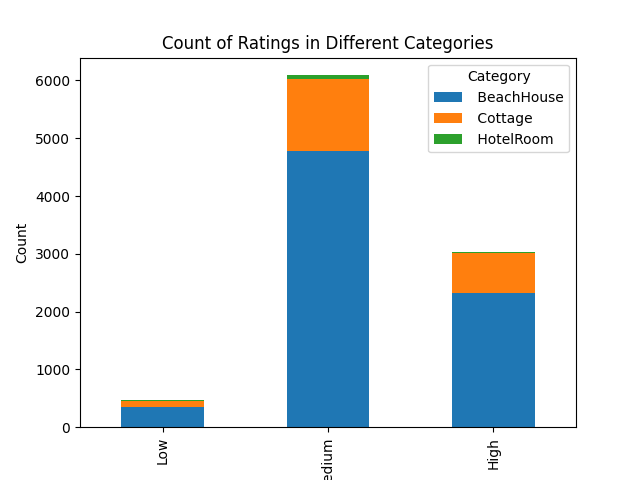 Count of Ratings in Different Categories
Category
BeachHouse
Cottage
HotelRoom
6000
5000
4000
3000
2000
1000
0
Count
Low
edium
High